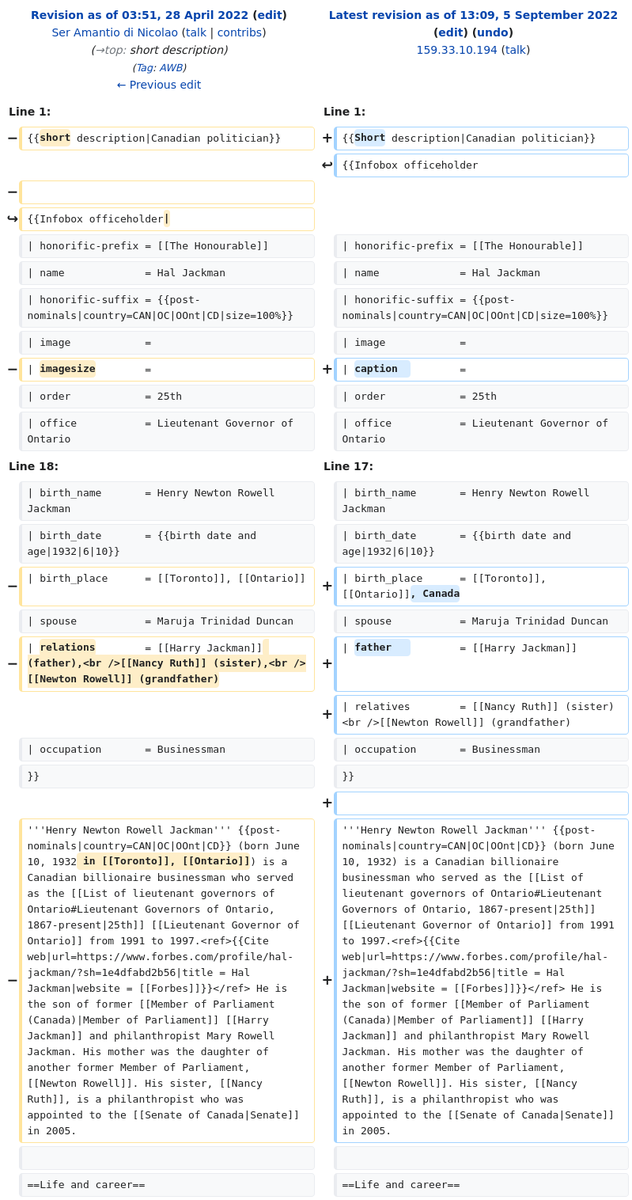 Revision as of 03:51, 28 April 2022 (edit)
Ser Amantio di Nicolao (talk | contribs)
(→top: short description)
(Tag: AWB)
← Previous edit
Latest revision as of 13:09, 5 September 2022
(edit) (undo)
159.33.10.194 (talk)
Line 1:
Line 1:
− {{short description|Canadian politician}}
+ {{Short description|Canadian politician}}
↩ {{Infobox officeholder
−
↪ {{Infobox officeholder|
| honorific-prefix = [[The Honourable]]
| honorific-prefix = [[The Honourable]]
| name = Hal Jackman
| name = Hal Jackman
| honorific-suffix = {{post-
nominals|country=CAN|OC|OOnt|CD|size=100%}}
| honorific-suffix = {{post-
nominals|country=CAN|OC|OOnt|CD|size=100%}}
| image =
| image =
− | imagesize =
+ | caption =
| order = 25th
| order = 25th
| office = Lieutenant Governor of
Ontario
| office = Lieutenant Governor of
Ontario
Line 18:
Line 17:
| birth_name = Henry Newton Rowell
Jackman
| birth_name = Henry Newton Rowell
Jackman
| birth_date = {{birth date and
age|1932|6|10}}
| birth_date = {{birth date and
age|1932|6|10}}
− | birth_place = [[Toronto]], [[Ontario]]
+ | birth_place = [[Toronto]],
[[Ontario]], Canada
| spouse = Maruja Trinidad Duncan
| spouse = Maruja Trinidad Duncan
− | relations = [[Harry Jackman]]
(father),<br />[[Nancy Ruth]] (sister),<br />
[[Newton Rowell]] (grandfather)
+ | father = [[Harry Jackman]]
+ | relatives = [[Nancy Ruth]] (sister)
<br />[[Newton Rowell]] (grandfather)
| occupation = Businessman
| occupation = Businessman
}}
}}
+
− '''Henry Newton Rowell Jackman''' {{post-
nominals|country=CAN|OC|OOnt|CD}} (born June
10, 1932 in [[Toronto]], [[Ontario]]) is a
Canadian billionaire businessman who served
as the [[List of lieutenant governors of
Ontario#Lieutenant Governors of Ontario,
1867-present|25th]] [[Lieutenant Governor of
Ontario]] from 1991 to 1997.<ref>{{Cite
web|url=https://www.forbes.com/profile/hal-
jackman/?sh=1e4dfabd2b56|title = Hal
Jackman|website = [[Forbes]]}}</ref> He is
the son of former [[Member of Parliament
(Canada)|Member of Parliament]] [[Harry
Jackman]] and philanthropist Mary Rowell
Jackman. His mother was the daughter of
another former Member of Parliament,
[[Newton Rowell]]. His sister, [[Nancy
Ruth]], is a philanthropist who was
appointed to the [[Senate of Canada|Senate]]
in 2005.
+ '''Henry Newton Rowell Jackman''' {{post-
nominals|country=CAN|OC|OOnt|CD}} (born June
10, 1932) is a Canadian billionaire
businessman who served as the [[List of
lieutenant governors of Ontario#Lieutenant
Governors of Ontario, 1867-present|25th]]
[[Lieutenant Governor of Ontario]] from 1991
to 1997.<ref>{{Cite
web|url=https://www.forbes.com/profile/hal-
jackman/?sh=1e4dfabd2b56|title = Hal
Jackman|website = [[Forbes]]}}</ref> He is
the son of former [[Member of Parliament
(Canada)|Member of Parliament]] [[Harry
Jackman]] and philanthropist Mary Rowell
Jackman. His mother was the daughter of
another former Member of Parliament,
[[Newton Rowell]]. His sister, [[Nancy
Ruth]], is a philanthropist who was
appointed to the [[Senate of Canada|Senate]]
in 2005.
==Life and career==
==Life and career==